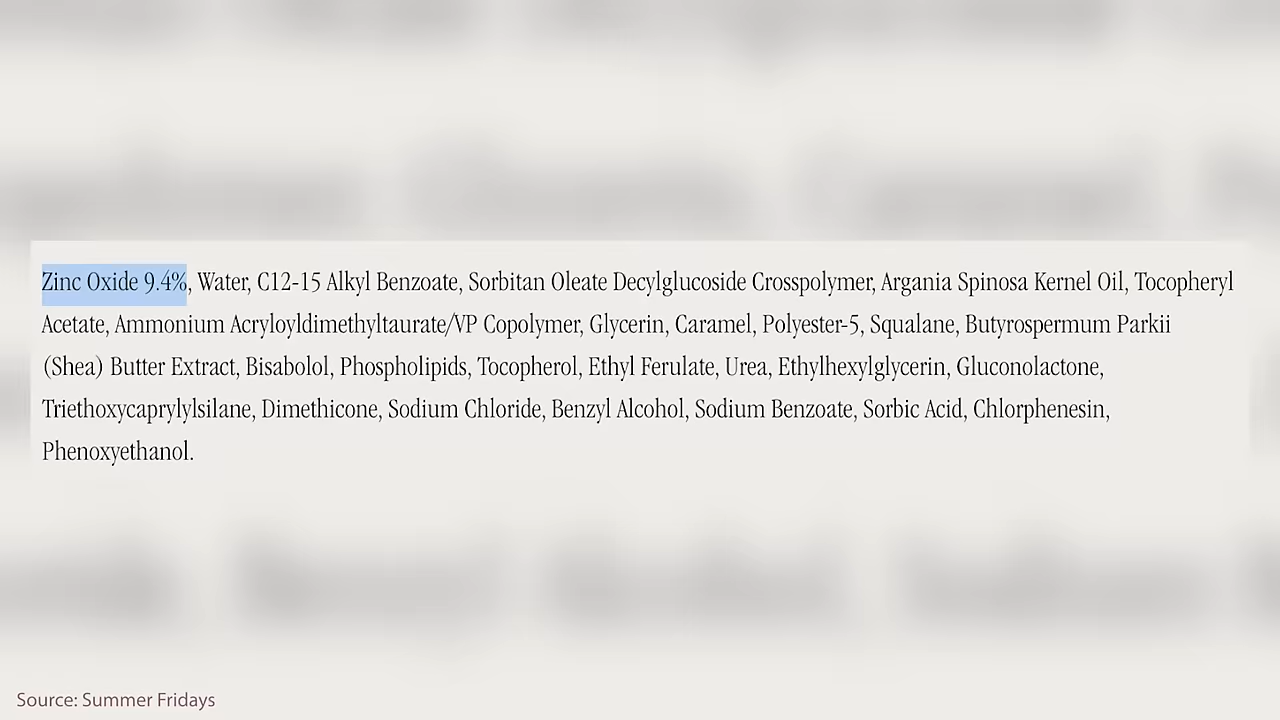 Zinc Oxide 9.4%, Water, C12-15 Alkyl Benzoate, Sorbitan Oleate Decylglucoside Crosspolymer, Argania Spinosa Kernel Oil, Tocopheryl
Acetate, Ammonium Acryloyldimethyltaurate/VP Copolymer, Glycerin, Caramel, Polyester-5, Squalane, Butyrospermum Parkii
(Shea) Butter Extract, Bisabolol, Phospholipids, Tocopherol, Ethyl Ferulate, Urea, Ethylhexylglycerin, Gluconolactone,
Triethoxycaprylylsilane, Dimethicone, Sodium Chloride, Benzyl Alcohol, Sodium Benzoate, Sorbic Acid, Chlorphenesin,
Phenoxyethanol.
Source: Summer Fridays